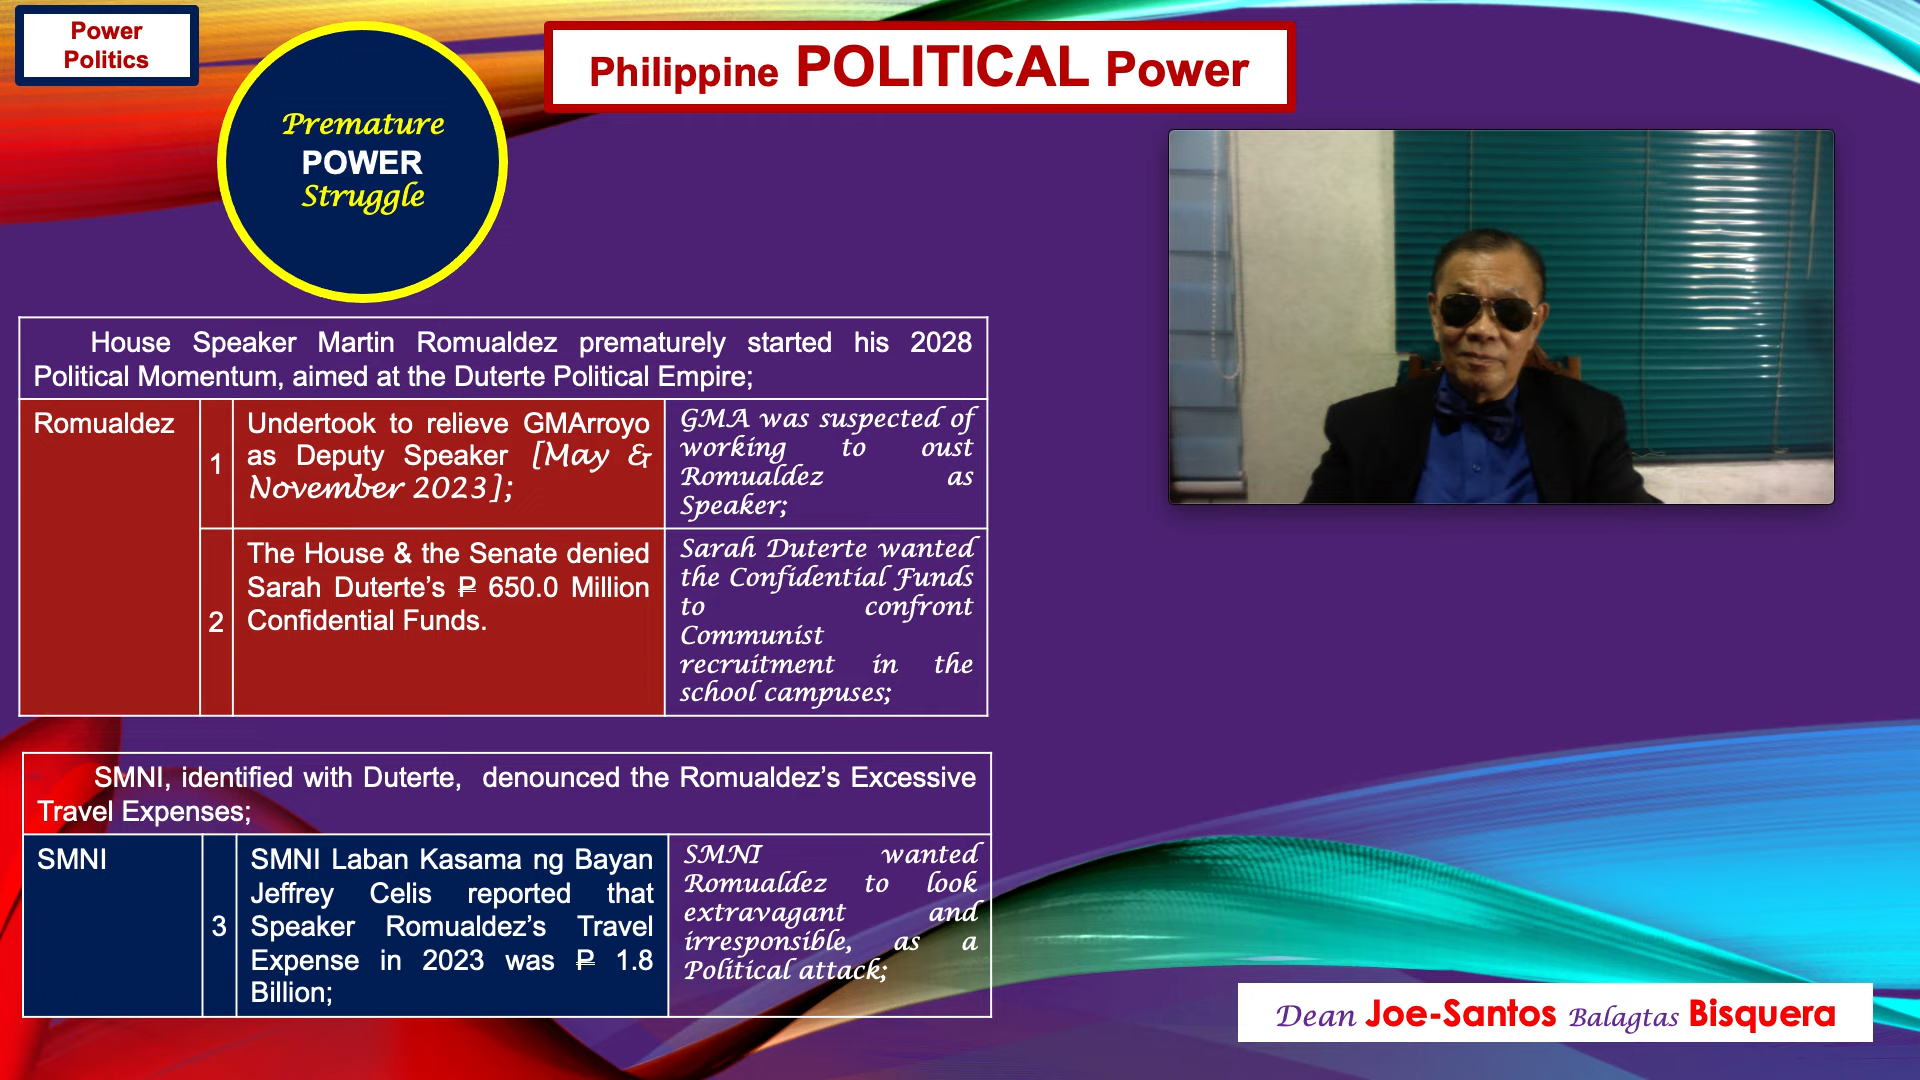 Power
Politics
Philippine POLITICAL Power
Premature
POWER
Struggle
House Speaker Martin Romualdez prematurely started his 2028
Political Momentum, aimed at the Duterte Political Empire;
Romualdez
1
Undertook to relieve GMArroyo
as Deputy Speaker [May &
November 2023];
GMA was suspected of
working to oust
Romualdez as
Speaker;
2
The House & the Senate denied
Sarah Duterte’s ₱ 650.0 Million
Confidential Funds.
Sarah Duterte wanted
the Confidential Funds
to confront
Communist
recruitment in the
school campuses;
SMNI, identified with Duterte, denounced the Romualdez’s Excessive
Travel Expenses;
SMNI
3
SMNI Laban Kasama ng Bayan
Jeffrey Celis reported that
Speaker Romualdez’s Travel
Expense in 2023 was ₱ 1.8
Billion;
SMNI wanted
Romualdez to look
extravagant and
irresponsible, as a
Political attack;
Dean Joe-Santos Balagtas Bisquera